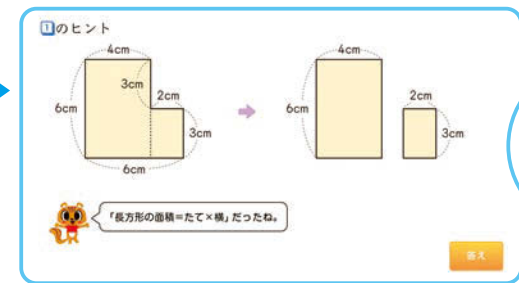 1のヒント
4cm
3cm
2cm
6cm
3cm
6cm
4cm
6cm
2cm
3cm
「長方形の面積＝たて×横」だったね。
答え